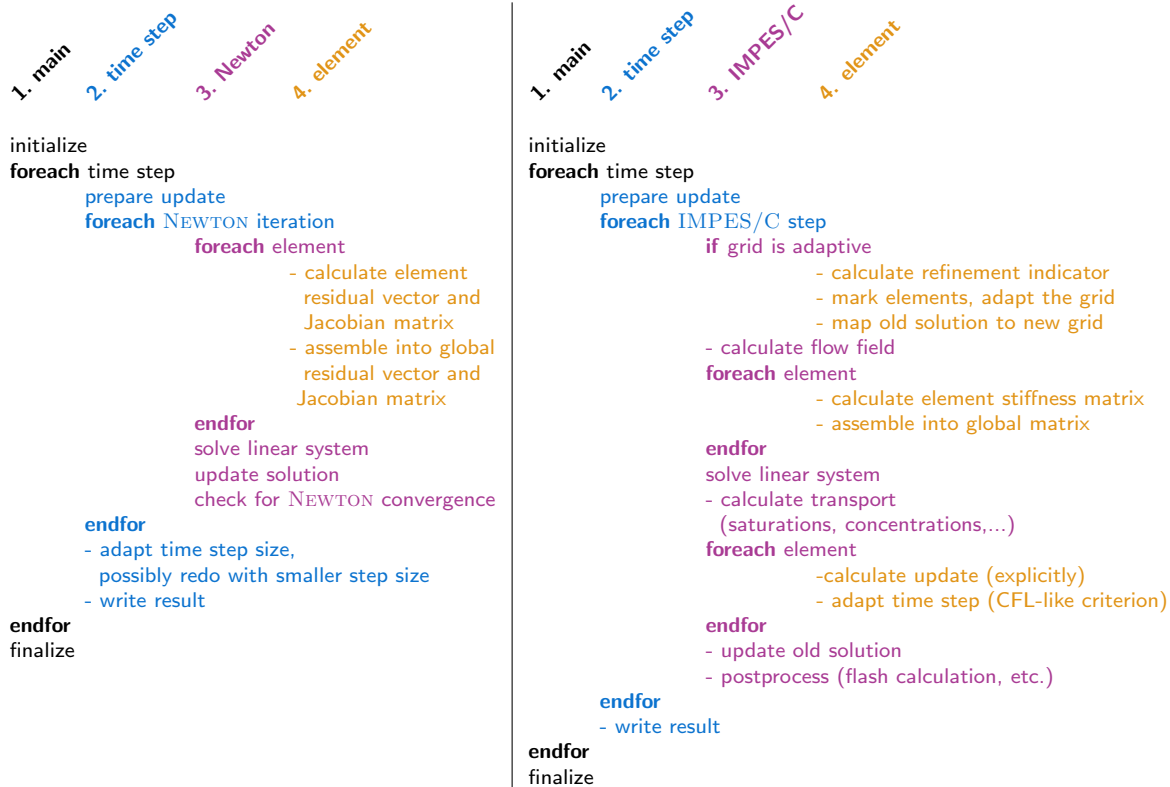 1. main
2. time step
3. Newton
4. element
initialize
foreach time step
prepare update
foreach NEWTON iteration
foreach element
- calculate element
residual vector and
Jacobian matrix
- assemble into global
residual vector and
Jacobian matrix
endfor
solve linear system
update solution
check for NEWTON convergence
endfor
- adapt time step size,
possibly redo with smaller step size
- write result
endfor
finalize
1. main
2. time step
3. IMPES/C
4. element
initialize
foreach time step
prepare update
foreach IMPES/C step
if grid is adaptive
- calculate refinement indicator
- mark elements, adapt the grid
- map old solution to new grid
- calculate flow field
foreach element
- calculate element stiffness matrix
- assemble into global matrix
endfor
solve linear system
- calculate transport
(saturations, concentrations,...)
foreach element
-calculate update (explicitly)
- adapt time step (CFL-like criterion)
endfor
- update old solution
- postprocess (flash calculation, etc.)
endfor
- write result
endfor
finalize